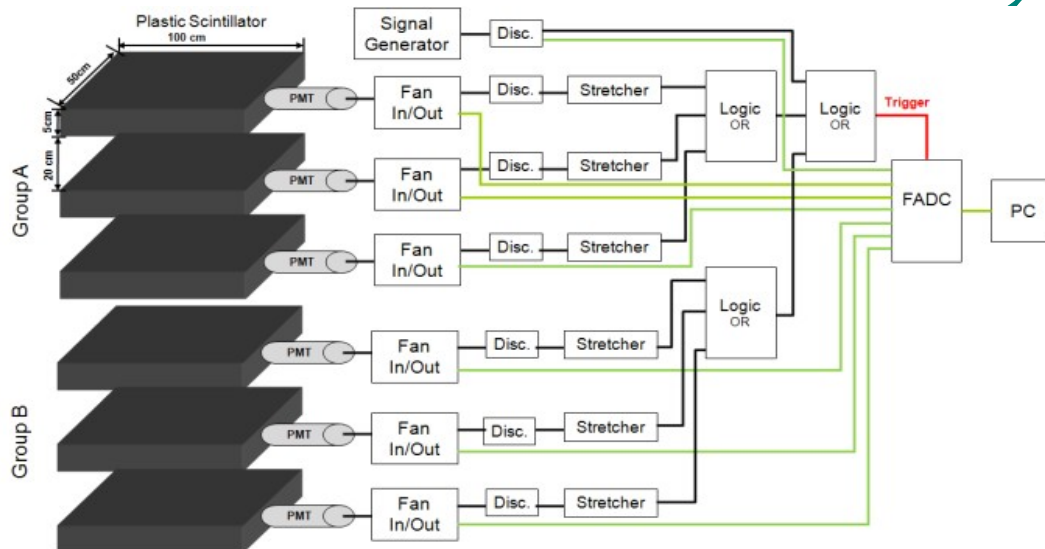 Plastic Scintillator
100 cm
50cm
5cm
20 cm
Group A
Group B
Signal
Generator
Disc.
PMT
Fan
In/Out
Disc.
Stretcher
Logic
OR
Logic
OR
Trigger
PMT
Fan
In/Out
Disc.
Stretcher
FADC
PC
PMT
Fan
In/Out
Disc.
Stretcher
Logic
OR
PMT
Fan
In/Out
Disc.
Stretcher
PMT
Fan
In/Out
Disc.
Stretcher
PMT
Fan
In/Out
Disc.
Stretcher